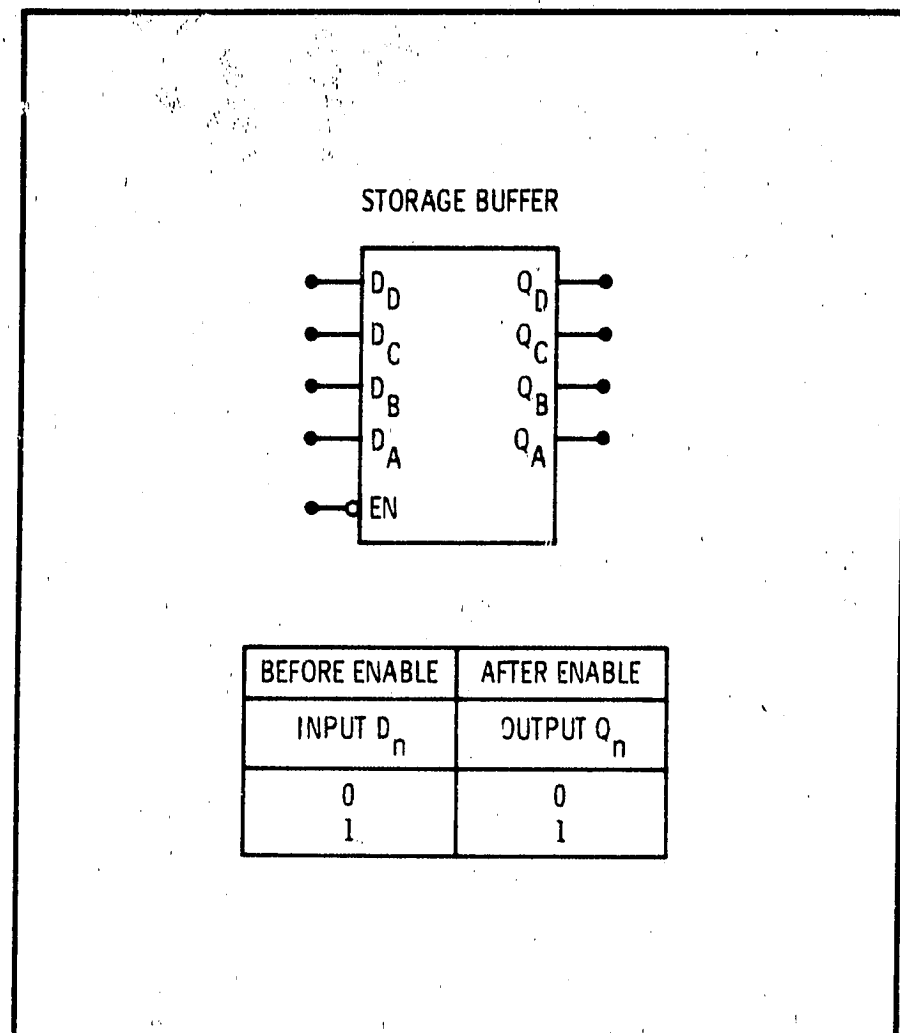 STORAGE BUFFER
D_D Q_D
D_C Q_C
D_B Q_B
D_A Q_A
EN
BEFORE ENABLE AFTER ENABLE
INPUT D_n OUTPUT Q_n
0 0
1 1